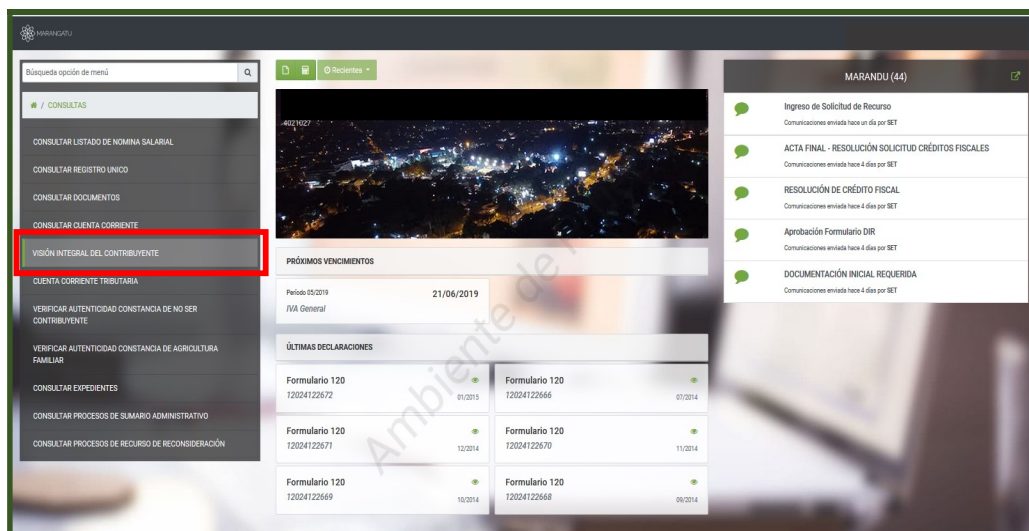 MARANGATU
Búsqueda opción de menú
/ CONSULTAS
CONSULTAR LISTADO DE NOMINA SALARIAL
CONSULTAR REGISTRO UNICO
CONSULTAR DOCUMENTOS
CONSULTAR CUENTA CORRIENTE
VISIÓN INTEGRAL DEL CONTRIBUYENTE
CUENTA CORRIENTE TRIBUTARIA
VERIFICAR AUTENTICIDAD CONSTANCIA DE NO SER
CONTRIBUYENTE
VERIFICAR AUTENTICIDAD CONSTANCIA DE AGRICULTURA
FAMILIAR
CONSULTAR EXPEDIENTES
CONSULTAR PROCESOS DE SUMARIO ADMINISTRATIVO
CONSULTAR PROCESOS DE RECURSO DE RECONSIDERACIÓN
Recientes
4021027
PRÓXIMOS VENCIMIENTOS
Periodo 05/2019
21/06/2019
IVA General
ÚLTIMAS DECLARACIONES
Formulario 120
12024122672
01/2015
Formulario 120
12024122666
07/2014
Formulario 120
12024122671
12/2014
Formulario 120
12024122670
11/2014
Formulario 120
12024122669
10/2014
Formulario 120
12024122668
09/2014
Ambiente de
MARANDU (44)
Ingreso de Solicitud de Recurso
Comunicaciones enviada hace un día por SET
ACTA FINAL - RESOLUCIÓN SOLICITUD CRÉDITOS FISCALES
Comunicaciones enviada hace 4 días por SET
RESOLUCIÓN DE CRÉDITO FISCAL
Comunicaciones enviada hace 4 días por SET
Aprobación Formulario DIR
Comunicaciones enviada hace 4 días por SET
DOCUMENTACIÓN INICIAL REQUERIDA
Comunicaciones enviada hace 4 días por SET